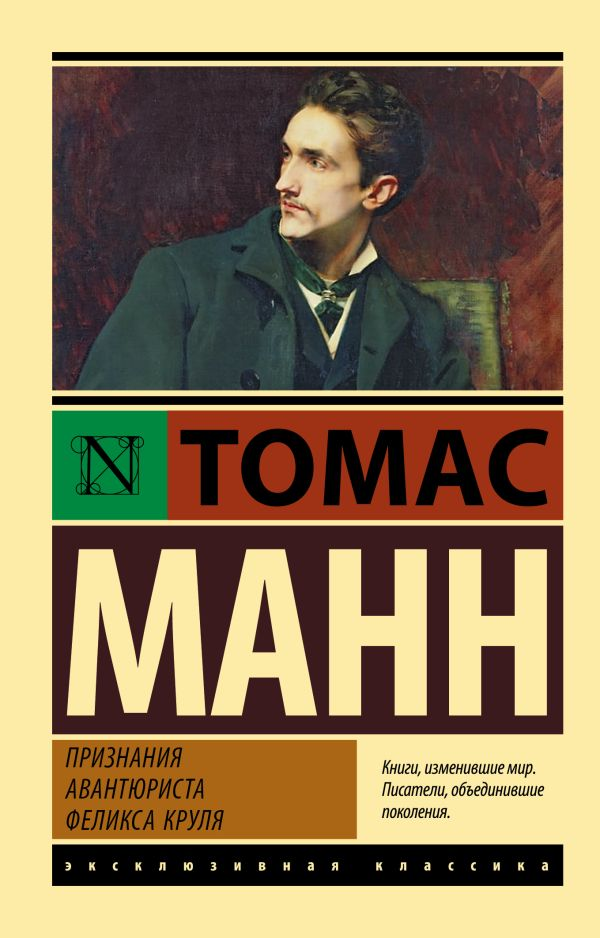 N
ТОМАС
МАНН
ПРИЗНАНИЯ
АВАНТЮРИСТА
ФЕЛИКСА КРУЛЯ
Книги, изменившие мир.
Писатели, объединившие
поколения.
эксклюзивная классика